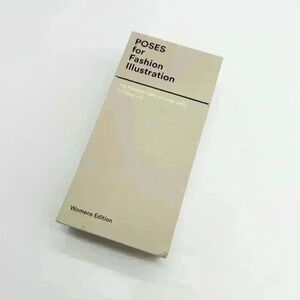 POSES
for
Fashion
Illustration
Womens Edition